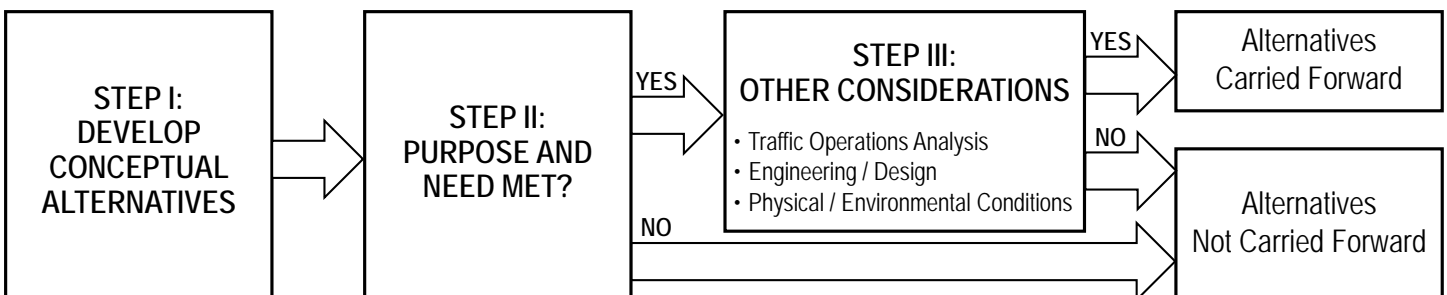 STEP I:
DEVELOP
CONCEPTUAL
ALTERNATIVES
STEP II:
PURPOSE AND
NEED MET?
YES
NO
STEP III:
OTHER CONSIDERATIONS
• Traffic Operations Analysis
• Engineering / Design
• Physical / Environmental Conditions
YES
NO
Alternatives
Carried Forward
Alternatives
Not Carried Forward